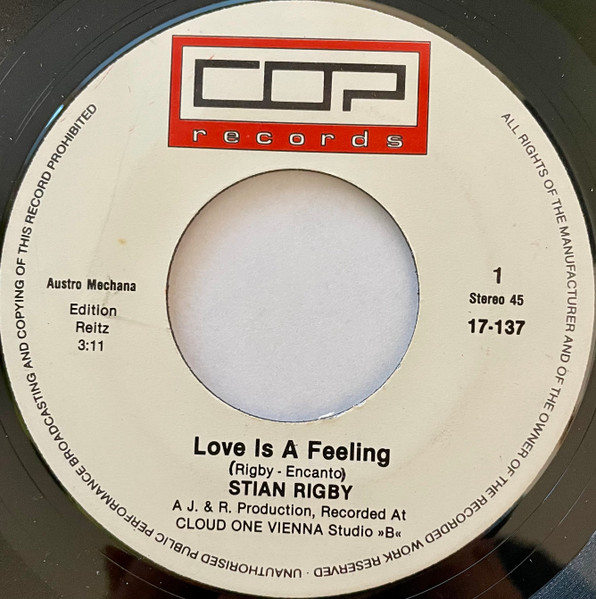 COP
records
Austro Mechana
Edition
Reitz
3:11
1
Stereo 45
17-137
Love Is A Feeling
(Rigby - Encanto)
STIAN RIGBY
A J. & R. Production, Recorded At
CLOUD ONE VIENNA Studio »B«
ALL RIGHTS OF THE MANUFACTURER AND OF THE OWNER OF THE RECORDED WORK RESERVED · UNAUTHORISED PUBLIC PERFORMANCE BROADCASTING AND COPYING OF THIS RECORD PROHIBITED